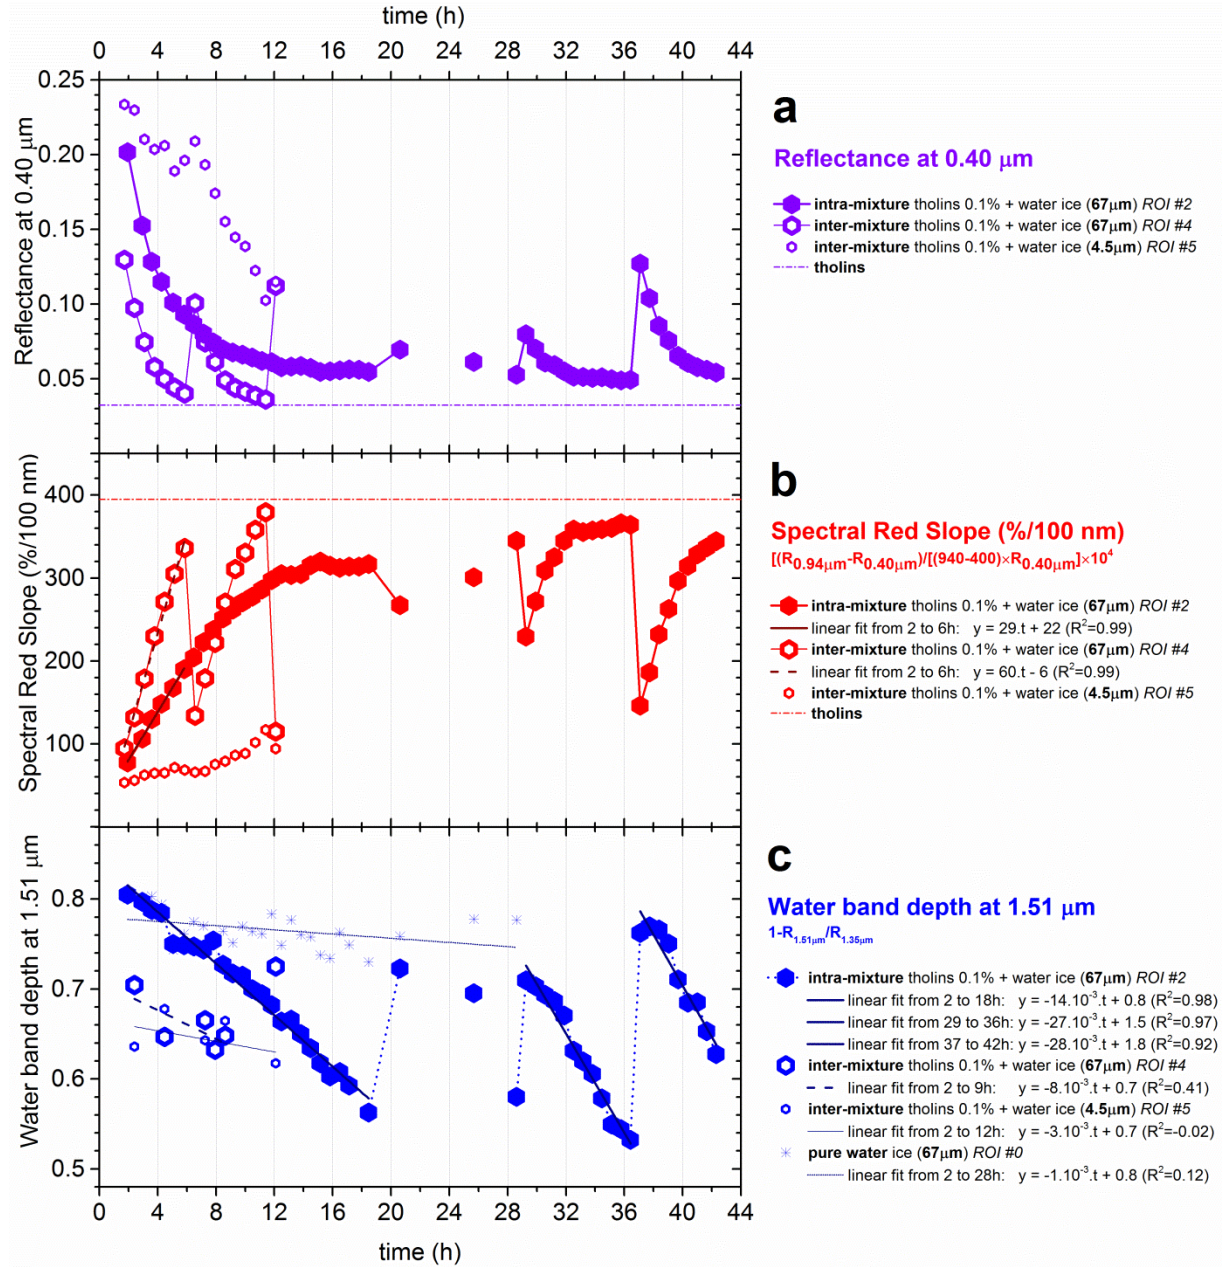 time (h)
0 4 8 12 16 20 24 28 32 36 40 44
0.25
0.20
0.15
0.10
0.05
Reflectance at 0.40 μm
a
Reflectance at 0.40 μm
intra-mixture tholins 0.1% + water ice (67μm) ROI #2
inter-mixture tholins 0.1% + water ice (67μm) ROI #4
inter-mixture tholins 0.1% + water ice (4.5μm) ROI #5
tholins
400
300
200
100
Spectral Red Slope (%/100 nm)
b
Spectral Red Slope (%/100 nm)
[(R0.94μm-R0.40μm)/[(940-400)×R0.40μm]×10⁴
intra-mixture tholins 0.1% + water ice (67μm) ROI #2
linear fit from 2 to 6h: y = 29.t + 22 (R²=0.99)
inter-mixture tholins 0.1% + water ice (67μm) ROI #4
linear fit from 2 to 6h: y = 60.t - 6 (R²=0.99)
inter-mixture tholins 0.1% + water ice (4.5μm) ROI #5
tholins
0.8
0.7
0.6
0.5
Water band depth at 1.51 μm
c
Water band depth at 1.51 μm
1-R1.51μm/R1.35μm
intra-mixture tholins 0.1% + water ice (67μm) ROI #2
linear fit from 2 to 18h: y = -14.10⁻³.t + 0.8 (R²=0.98)
linear fit from 29 to 36h: y = -27.10⁻³.t + 1.5 (R²=0.97)
linear fit from 37 to 42h: y = -28.10⁻³.t + 1.8 (R²=0.92)
inter-mixture tholins 0.1% + water ice (67μm) ROI #4
linear fit from 2 to 9h: y = -8.10⁻³.t + 0.7 (R²=0.41)
inter-mixture tholins 0.1% + water ice (4.5μm) ROI #5
linear fit from 2 to 12h: y = -3.10⁻³.t + 0.7 (R²=-0.02)
pure water ice (67μm) ROI #0
linear fit from 2 to 28h: y = -1.10⁻³.t + 0.8 (R²=0.12)
0 4 8 12 16 20 24 28 32 36 40 44
time (h)